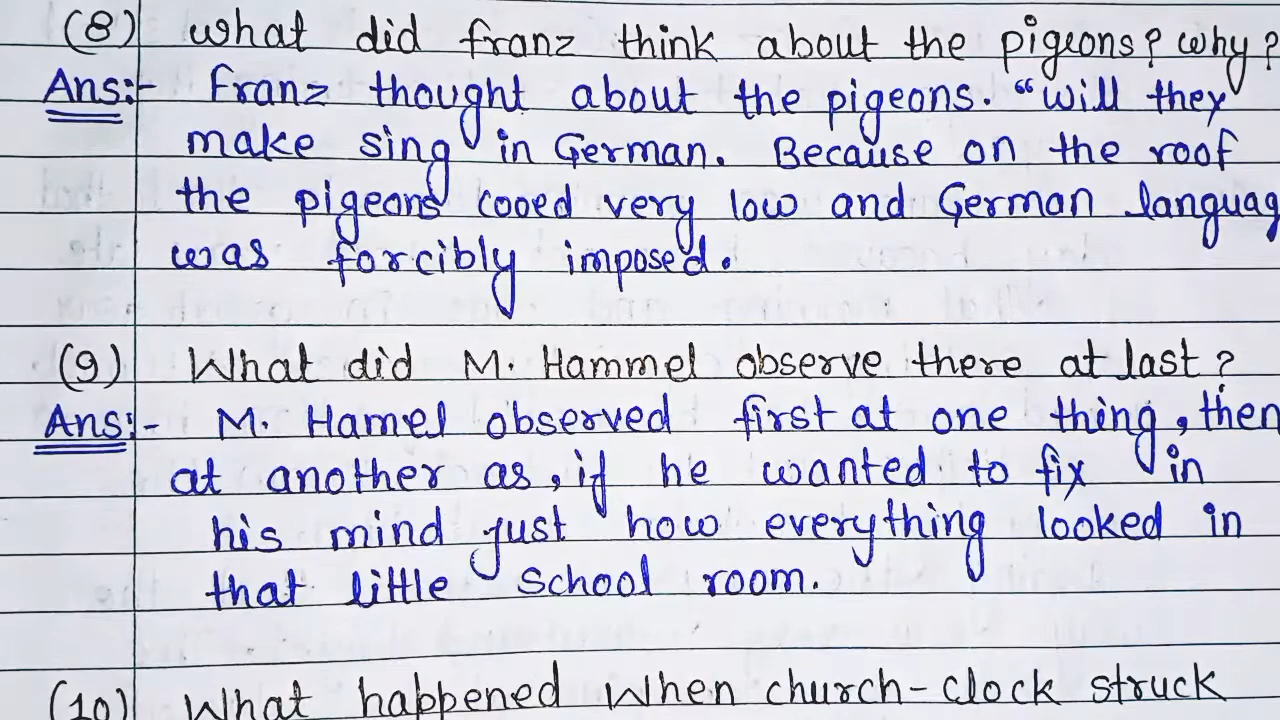 (8) What did franz think about the pigeons? why?
Ans:- Franz thought about the pigeons. “will they
make sing in German. Because on the roof
the pigeons cooed very low and German languag
was forcibly imposed.
(9) What did M. Hammel observe there at last?
Ans:- M. Hamel observed first at one thing, then
at another as, if he wanted to fix in
his mind just how everything looked in
that little school room.
(10) What happened when church-clock struck